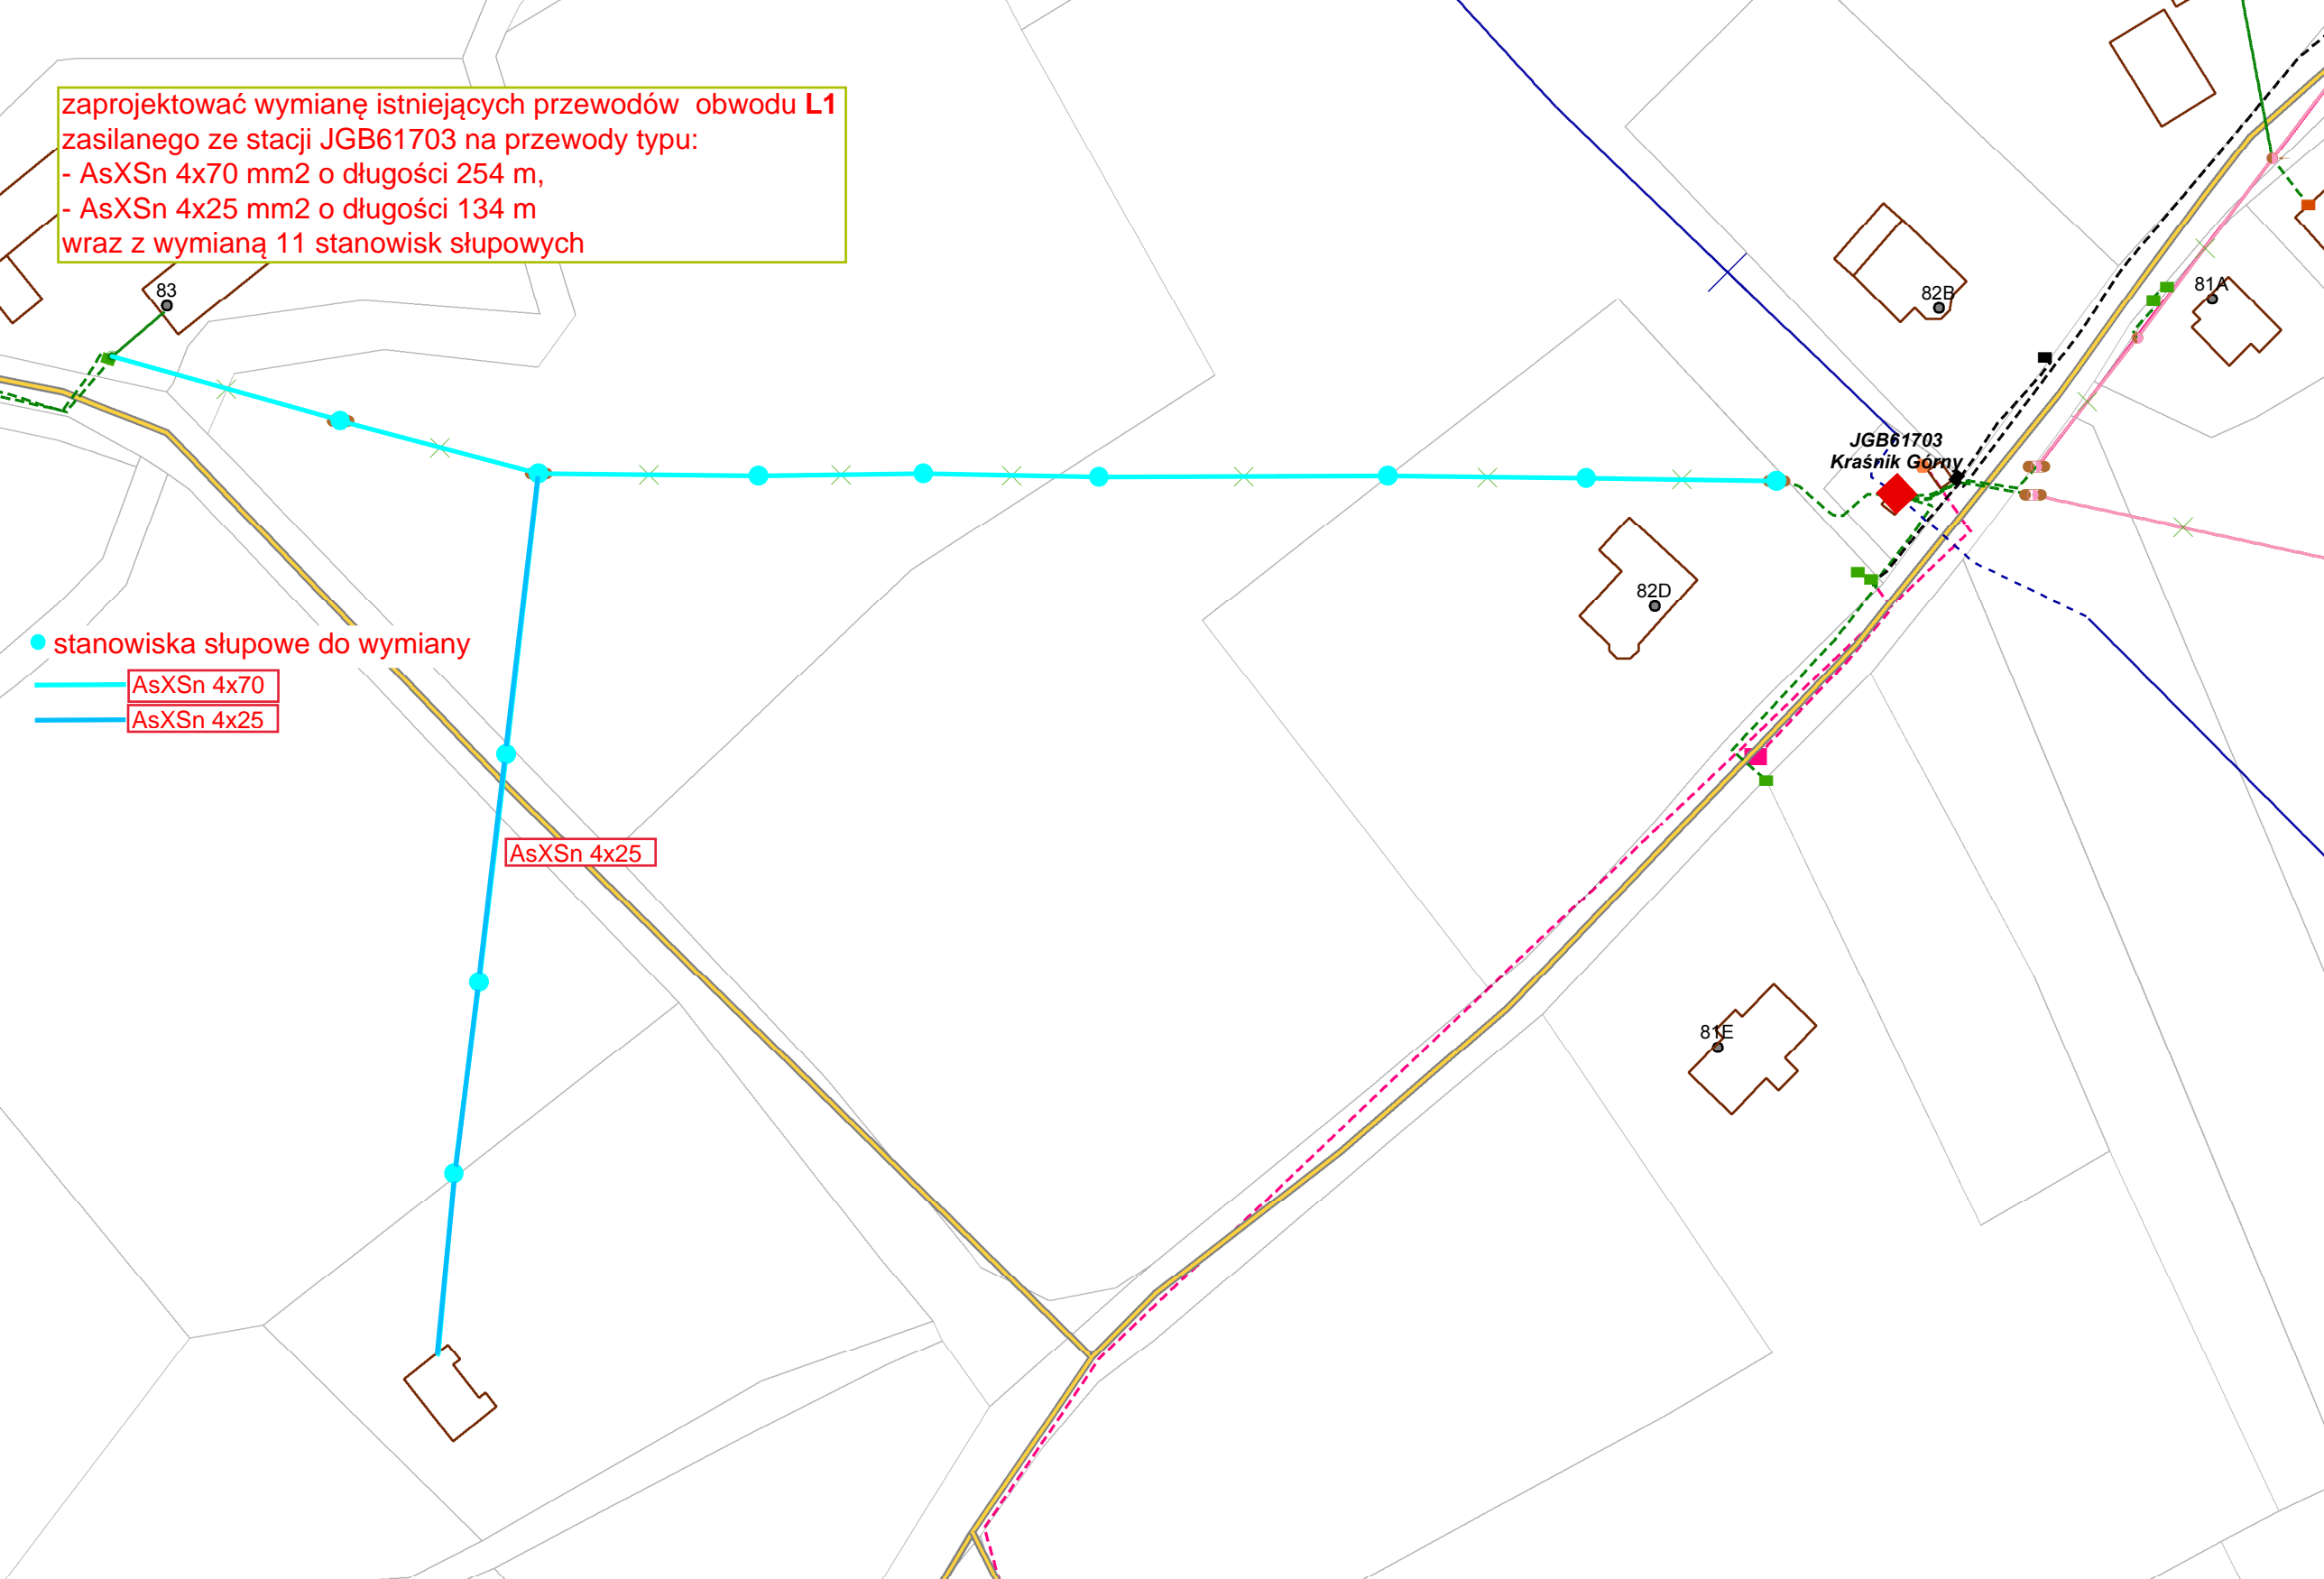 zaprojektować wymianę istniejących przewodów obwodu L1
zasilanego ze stacji JGB61703 na przewody typu:
- AsXSn 4x70 mm2 o długości 254 m,
- AsXSn 4x25 mm2 o długości 134 m
wraz z wymianą 11 stanowisk słupowych
83
81A
82B
JGB61703
Kraśnik Górny
82D
stanowiska słupowe do wymiany
AsXSn 4x70
AsXSn 4x25
AsXSn 4x25
81E